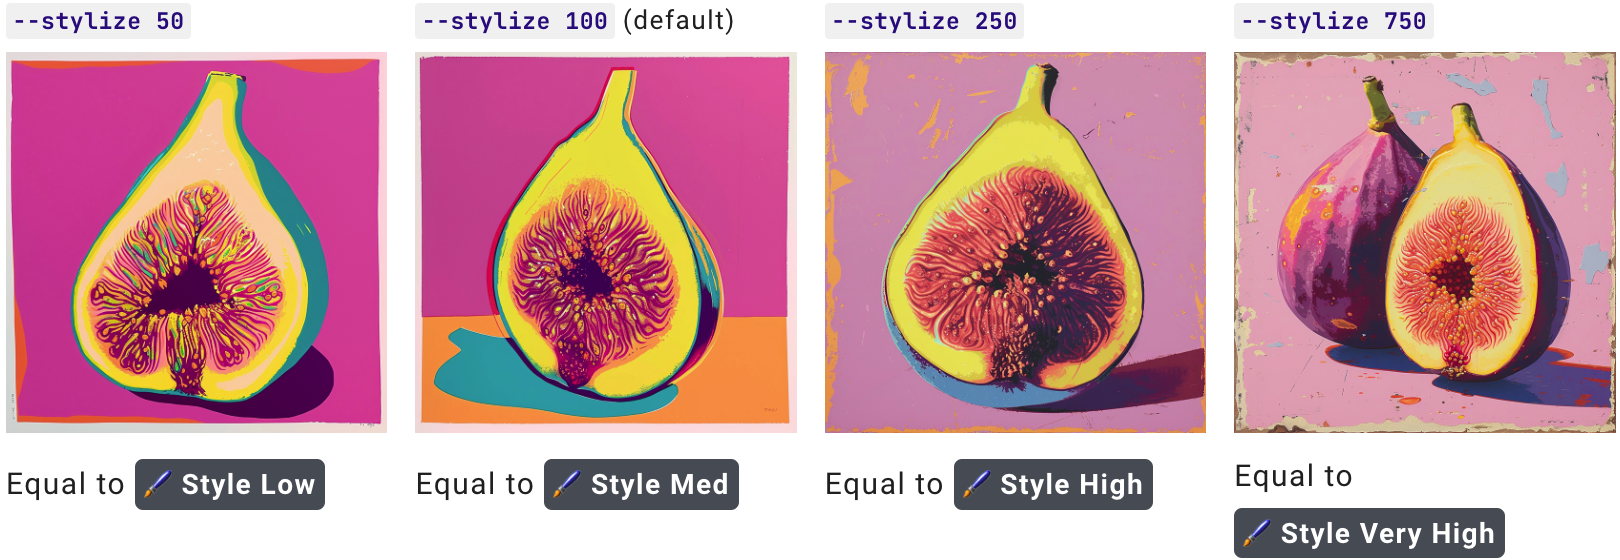 --stylize 50
--stylize 100 (default)
--stylize 250
--stylize 750
Equal to Style Low
Equal to Style Med
Equal to Style High
Equal to
Style Very High